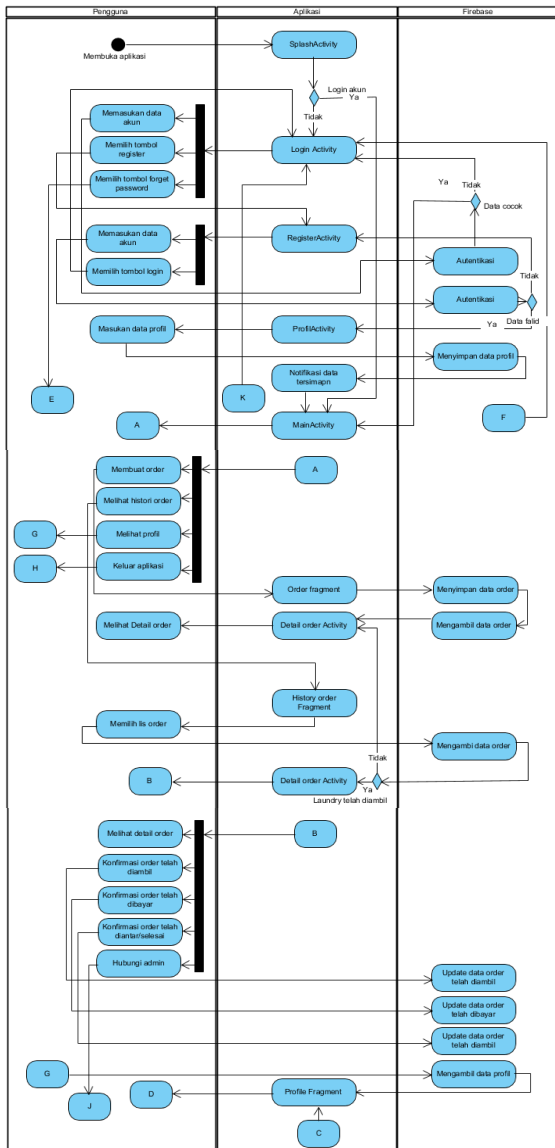 Pengguna
Aplikasi
Firebase
Membuka aplikasi
SplashActivity
Login akun
Ya
Tidak
Memasukan data
akun
Memilih tombol
register
Memilih tombol forget
password
Login Activity
Ya
Tidak
Data cocok
Memasukan data
akun
Memilih tombol login
RegisterActivity
Autentikasi
Tidak
Autentikasi
Ya
Data falid
Masukan data profil
ProfilActivity
Menyimpan data profil
Notifikasi data
tersimapn
E
K
F
A
MainActivity
Membuat order
A
Melihat histori order
G
Melihat profil
H
Keluar aplikasi
Order fragment
Menyimpan data order
Melihat Detail order
Detail order Activity
Mengambil data order
History order
Fragment
Memilih lis order
Mengambi data order
Tidak
B
Detail order Activity
Ya
Laundry telah diambil
Melihat detail order
B
Konfirmasi order telah
diambil
Konfirmasi order telah
dibayar
Konfirmasi order telah
diantar/selesai
Hubungi admin
Update data order
telah diambil
Update data order
telah dibayar
Update data order
telah diambil
G
Mengambil data profil
J
D
Profile Fragment
C